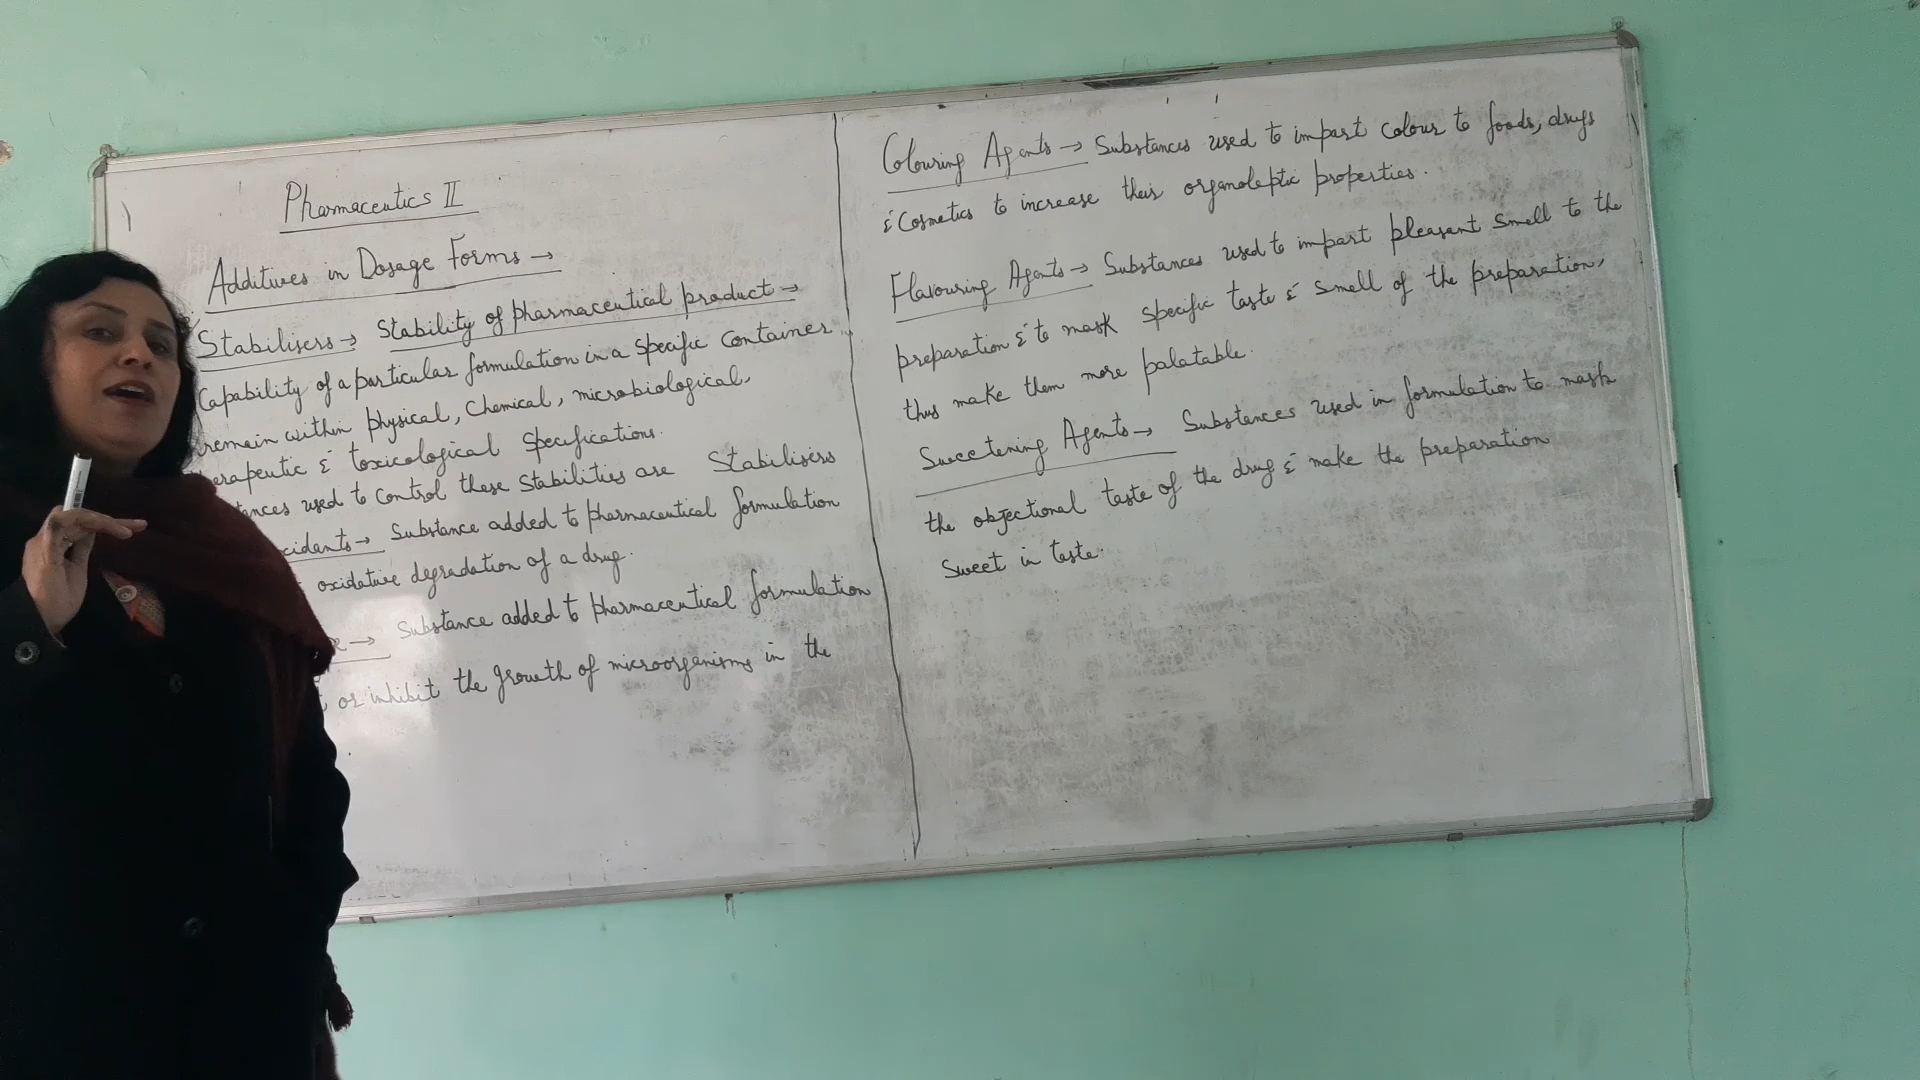 Pharmaceutics II
Additives in Dosage Forms →
Stabilisers → Stability of pharmaceutical product →
Capability of a particular formulation in a specific container
remain within physical, chemical, microbiological,
erapeutic & toxicological specifications.
tances used to control these stabilities are Stabilisers
cidants → Substance added to pharmaceutical formulation
oxidative degradation of a drug.
→ Substance added to pharmaceutical formulation
or inhibit the growth of microorganisms in the
Colouring Agents → Substances used to impart colour to foods, drugs
& Cosmetics to increase their organoleptic properties.
Flavouring Agents → Substances used to impart pleasant smell to the
preparation & to mask specific taste & smell of the preparation,
thus make them more palatable.
Sweetening Agents → Substances used in formulation to mask
the objectional taste of the drug & make the preparation
Sweet in taste.